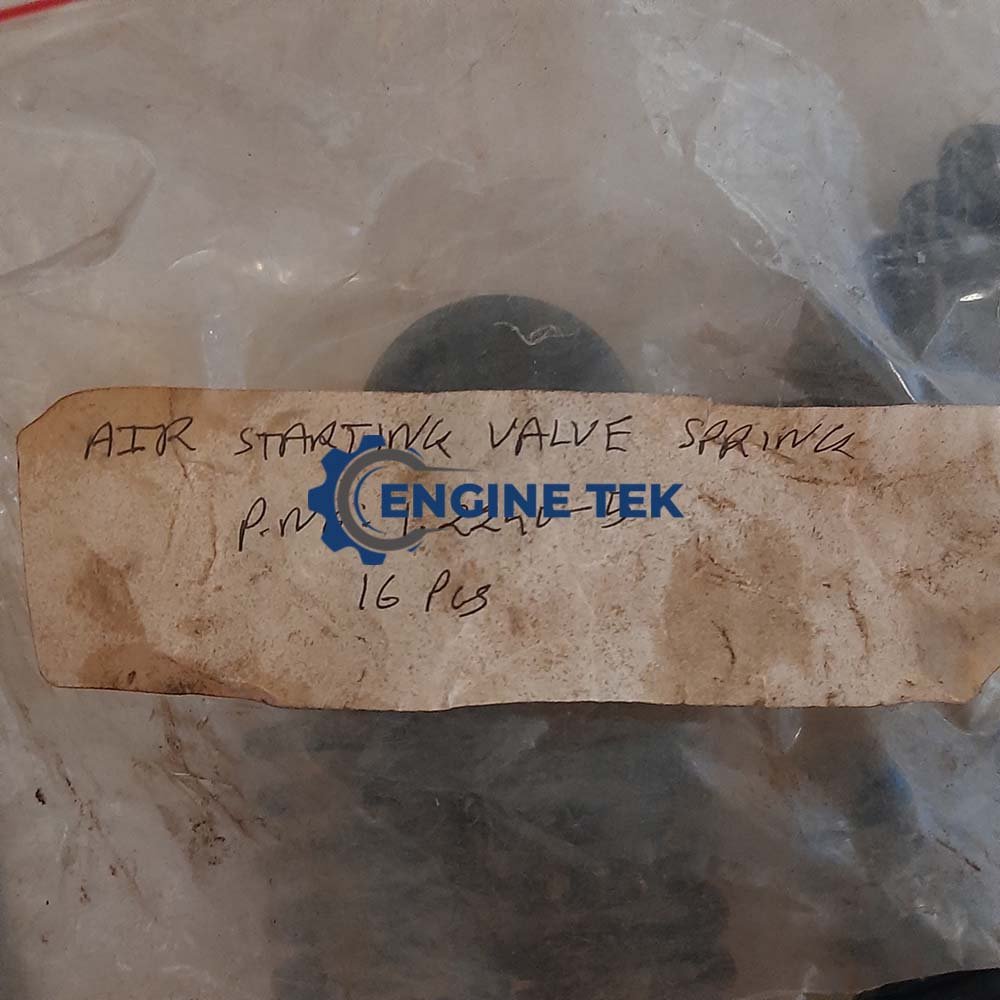 AIR STARTING VALVE SPRING
ENGINE TEK
16 Pcs